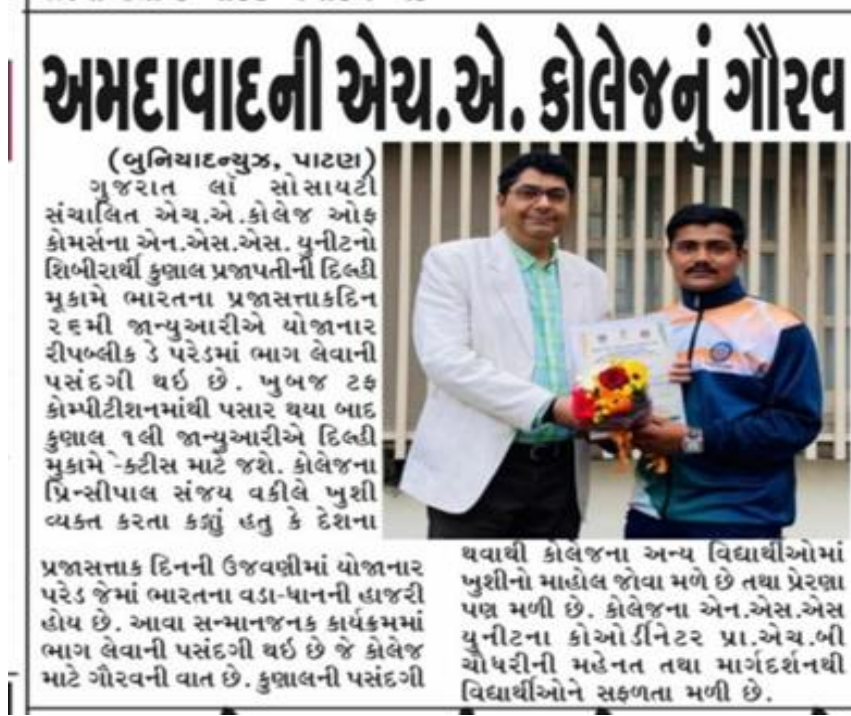 અમદાવાદની એચ.એ. કોલેજનું ગૌરવ
(બુનિયાદન્યુઝ, પાટણ)
ગુજરાત લૉ સોસાયટી
સંચાલિત એચ.એ.કોલેજ ઓફ
કોમર્સના એન.એસ.એસ. યુનીટનો
શિબીરાર્થી કુણાલ પ્રજાપતીની દિલ્હી
મૂકામે ભારતના પ્રજાસત્તાકદિન
૨૬મી જાન્યુઆરીએ યોજાનાર
રીપબ્લીક ડે પરેડમાં ભાગ લેવાની
પસંદગી થઇ છે. ખુબજ ટફ
કોમ્પીટીશનમાંથી પસાર થયા બાદ
કુણાલ ૧લી જાન્યુઆરીએ દિલ્હી
મુકામે -ક્ટીસ માટે જશે. કોલેજના
પ્રિન્સીપાલ સંજય વકીલે ખુશી
વ્યક્ત કરતા કહ્યું હતુ કે દેશના
પ્રજાસત્તાક દિનની ઉજવણીમાં યોજાનાર
પરેડ જેમાં ભારતના વડા-ધાનની હાજરી
હોય છે. આવા સન્માનજનક કાર્યક્રમમાં
ભાગ લેવાની પસંદગી થઇ છે જે કોલેજ
માટે ગૌરવની વાત છે. કુણાલની પસંદગી
થવાથી કોલેજના અન્ય વિદ્યાર્થીઓમાં
ખુશીનો માહોલ જોવા મળે છે તથા પ્રેરણા
પણ મળી છે. કોલેજના એન.એસ.એસ
યુનીટના કોઓર્ડીનેટર પ્રા.એચ.બી
ચૌધરીની મહેનત તથા માર્ગદર્શનથી
વિદ્યાર્થીઓને સફળતા મળી છે.